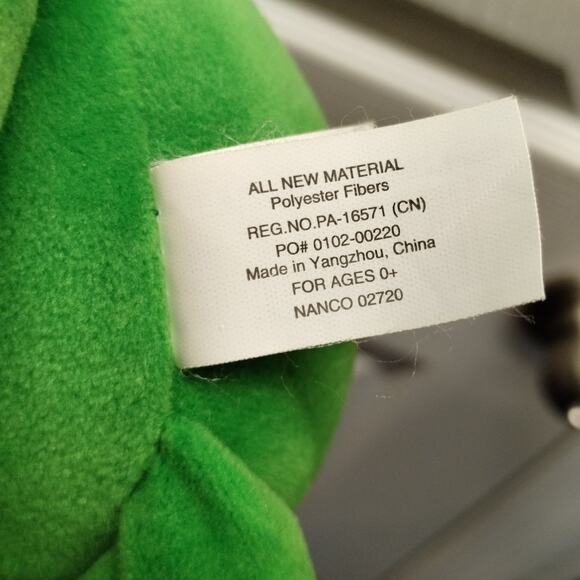 ALL NEW MATERIAL
Polyester Fibers
REG.NO.PA-16571 (CN)
PO# 0102-00220
Made in Yangzhou, China
FOR AGES 0+
NANCO 02720